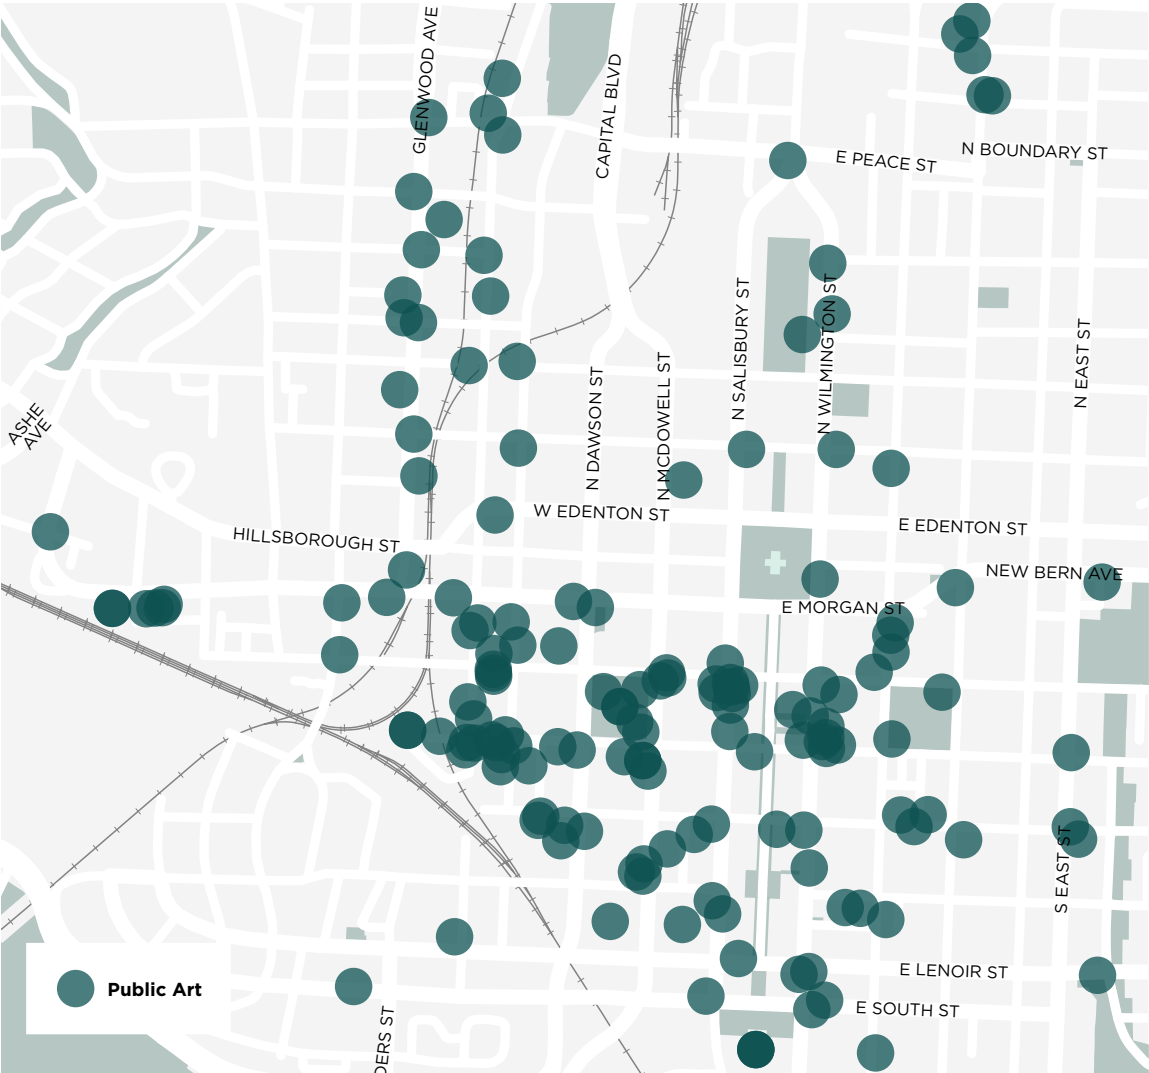 GLENWOOD AVE
CAPITAL BLVD
N BOUNDARY ST
E PEACE ST
N SALISBURY ST
N WILMINGTON ST
N EAST ST
N DAWSON ST
N MCDOWELL ST
ASHE
AVE
W EDENTON ST
E EDENTON ST
HILLSBOROUGH ST
NEW BERN AVE
E MORGAN ST
S EAST ST
E LENOIR ST
Public Art
E SOUTH ST
DERS ST